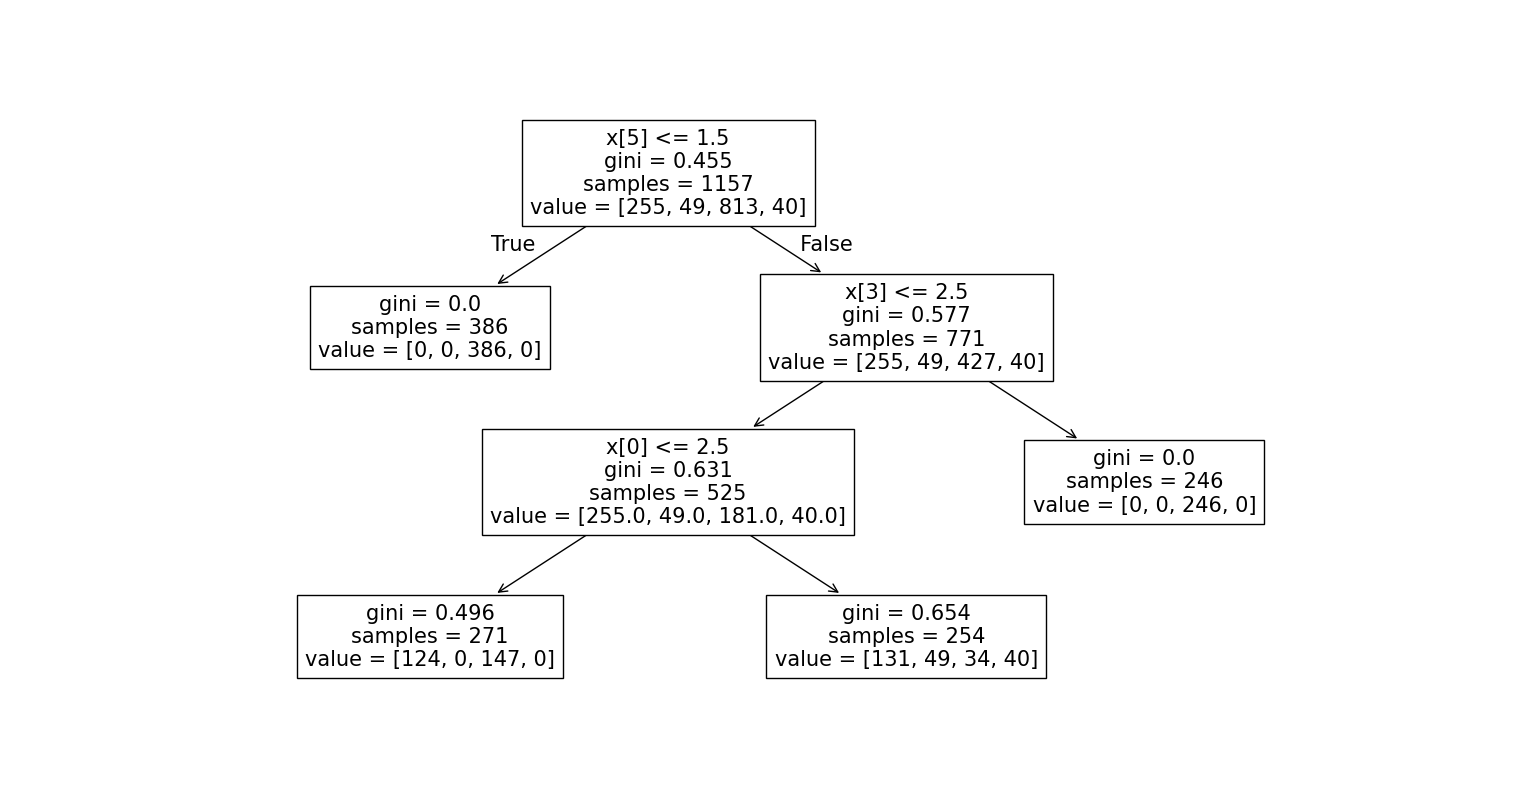 x[5] <= 1.5
gini = 0.455
samples = 1157
value = [255, 49, 813, 40]
True
False
gini = 0.0
samples = 386
value = [0, 0, 386, 0]
x[3] <= 2.5
gini = 0.577
samples = 771
value = [255, 49, 427, 40]
x[0] <= 2.5
gini = 0.631
samples = 525
value = [255.0, 49.0, 181.0, 40.0]
gini = 0.0
samples = 246
value = [0, 0, 246, 0]
gini = 0.496
samples = 271
value = [124, 0, 147, 0]
gini = 0.654
samples = 254
value = [131, 49, 34, 40]